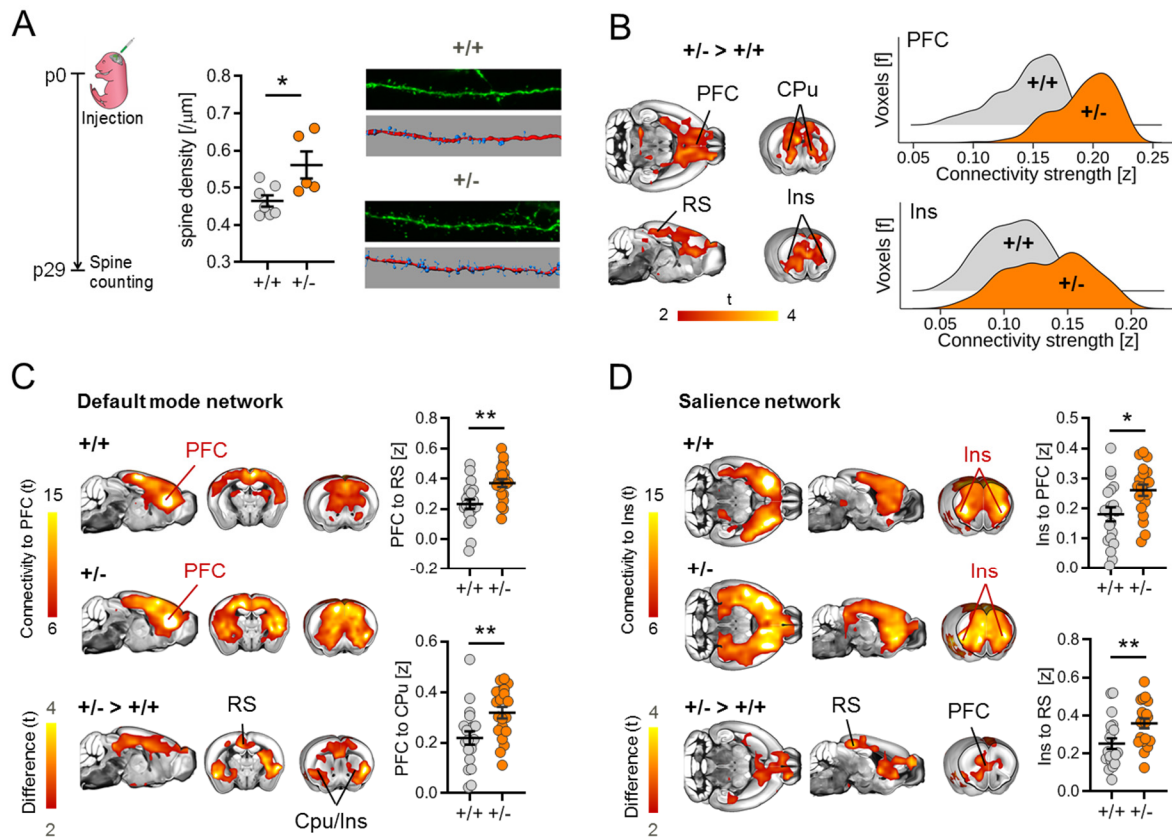 A
p0
Injection
p29
Spine
counting
spine density [/μm]
0.8
0.7
0.6
0.5
0.4
0.3
*
+/+
+/-
+/+
+/-
B
+/- > +/+
PFC
CPu
RS
Ins
t
2
4
PFC
Voxels [f]
+/+
+/-
0.05
0.10
0.15
0.20
0.25
Connectivity strength [z]
Ins
Voxels [f]
+/+
+/-
0.05
0.10
0.15
0.20
Connectivity strength [z]
C
Default mode network
+/+
PFC
Connectivity to PFC (t)
15
6
+/-
PFC
+/- > +/+
RS
Difference (t)
4
2
Cpu/Ins
PFC to RS [z]
0.8
0.6
0.4
0.2
0.0
-0.2
**
+/+ +/-
PFC to CPu [z]
0.6
0.4
0.2
0.0
**
+/+ +/-
D
Salience network
+/+
Ins
Connectivity to Ins (t)
15
6
+/-
Ins
+/- > +/+
RS
PFC
Difference (t)
4
2
Ins to PFC [z]
0.5
0.4
0.3
0.2
0.1
0.0
*
+/+ +/-
Ins to RS [z]
0.8
0.6
0.4
0.2
0.0
**
+/+ +/-